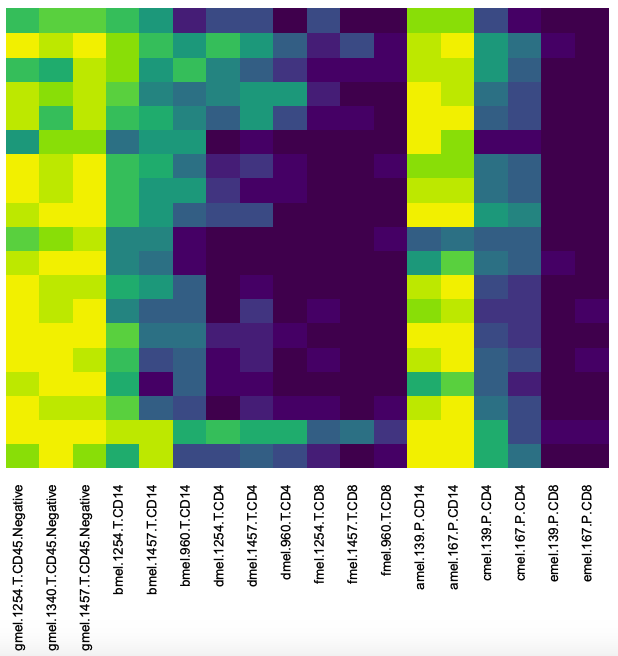 gmel.1254.T.CD45.Negative
gmel.1340.T.CD45.Negative
gmel.1457.T.CD45.Negative
bmel.1254.T.CD14
bmel.1457.T.CD14
bmel.960.T.CD14
dmel.1254.T.CD4
dmel.1457.T.CD4
dmel.960.T.CD4
fmel.1254.T.CD8
fmel.1457.T.CD8
fmel.960.T.CD8
amel.139.P.CD14
amel.167.P.CD14
cmel.139.P.CD4
cmel.167.P.CD4
emel.139.P.CD8
emel.167.P.CD8